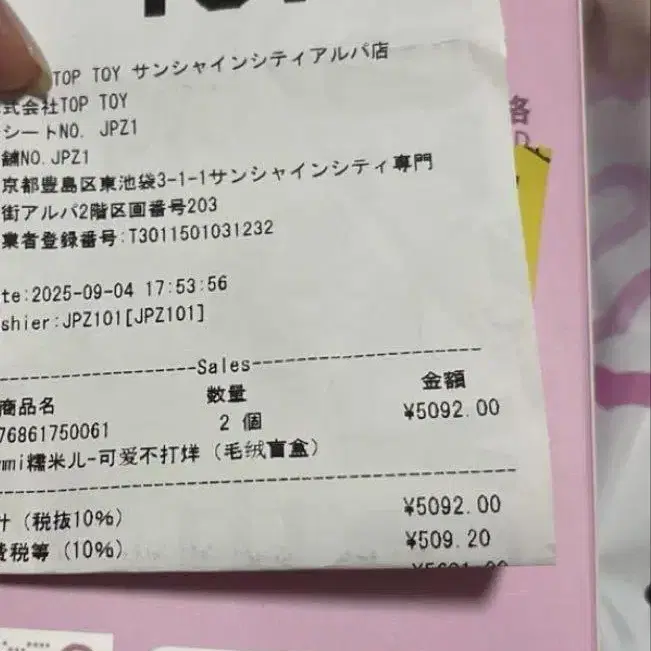 TOP TOY サンシャインシティアルパ店
式会社TOP TOY
シートNO. JPZ1
舗NO.JPZ1
京都豊島区東池袋3-1-1サンシャインシティ専門
街アルパ2階区画番号203
業者登録番号:T3011501031232
te:2025-09-04 17:53:56
shier:JPZ101[JPZ101]
Sales
商品名 数量 金額
76861750061 2 個 ¥5092.00
mmi糯米儿-可爱不打烊 (毛绒盲盒)
計 (税抜10%) ¥5092.00
費税等 (10%) ¥509.20